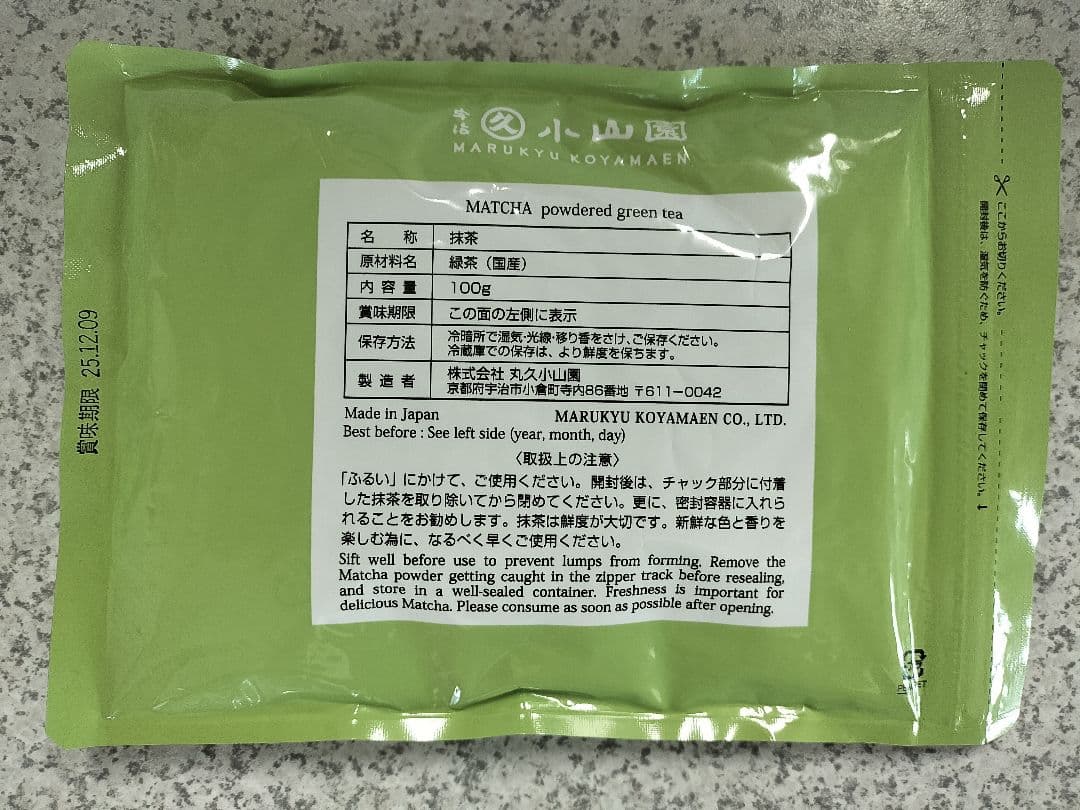 宇治 久 小山園
MARUKYU KOYAMAEN
MATCHA powdered green tea
名 称 抹茶
原材料名 緑茶（国産）
内容量 100g
賞味期限 この面の左側に表示
保存方法 冷暗所で湿気・光線・移り香をさけ、ご保存ください。
冷蔵庫での保存は、より鮮度を保ちます。
製造者 株式会社 丸久小山園
京都府宇治市小倉町寺内86番地 〒611-0042
Made in Japan MARUKYU KOYAMAEN CO., LTD.
Best before : See left side (year, month, day)
〈取扱上の注意〉
「ふるい」にかけて、ご使用ください。開封後は、チャック部分に付着
した抹茶を取り除いてから閉めてください。更に、密封容器に入れら
れることをお勧めします。抹茶は鮮度が大切です。新鮮な色と香りを
楽しむ為に、なるべく早くご使用ください。
Sift well before use to prevent lumps from forming. Remove the
Matcha powder getting caught in the zipper track before resealing,
and store in a well-sealed container. Freshness is important for
delicious Matcha. Please consume as soon as possible after opening.
賞味期限 25.12.09
ここからお切りください。
開封後は、湿気を防ぐため、チャックを閉めて保存してください。